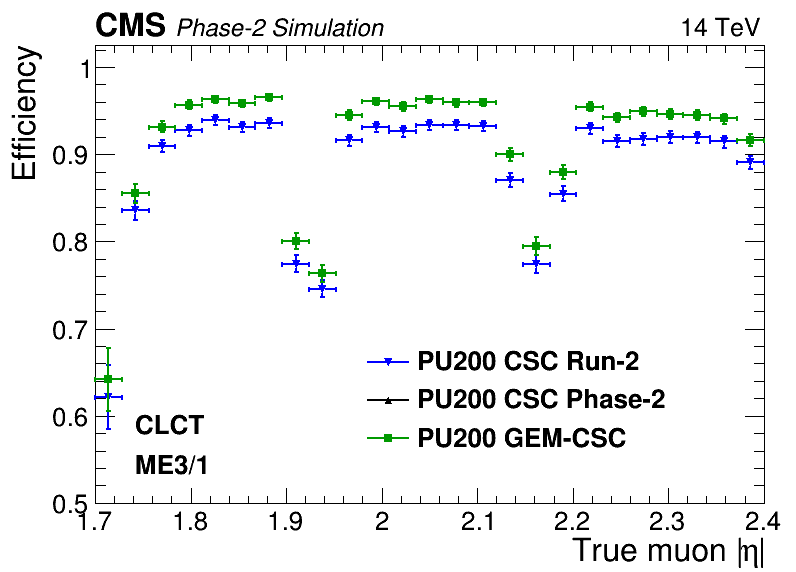 CMS Phase-2 Simulation 14 TeV
Efficiency
1
0.9
0.8
0.7
0.6
0.5
PU200 CSC Run-2
PU200 CSC Phase-2
PU200 GEM-CSC
CLCT
ME3/1
1.7 1.8 1.9 2 2.1 2.2 2.3 2.4
True muon |η|